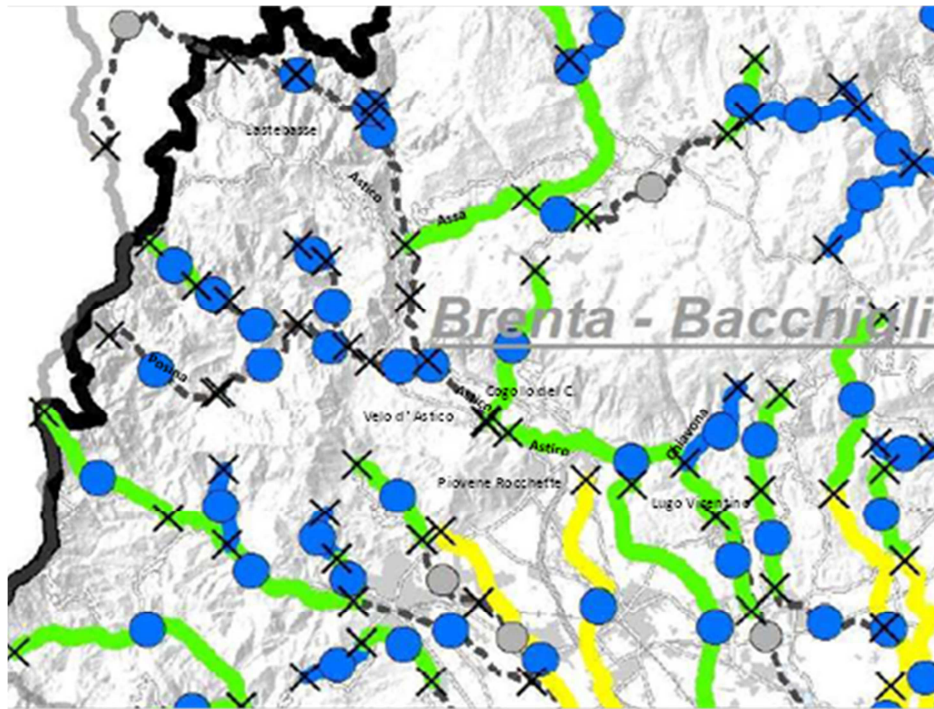 Lastebasse
Astico
Assa
Brenta - Bacchigli
Posina
Astico
Cogollo del C.
Velo d'Astico
Astico
Chiavona
Piovene Rocchette
Lugo Vicentino